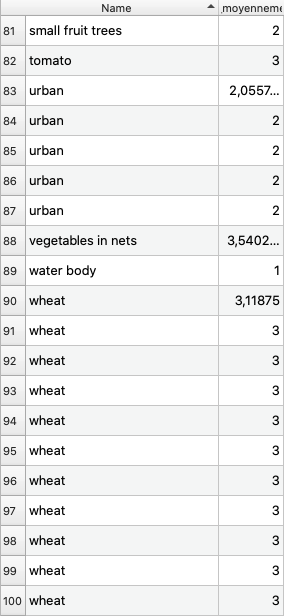 Name _moyenneme
81 small fruit trees 2
82 tomato 3
83 urban 2,0557...
84 urban 2
85 urban 2
86 urban 2
87 urban 2
88 vegetables in nets 3,5402...
89 water body 1
90 wheat 3,11875
91 wheat 3
92 wheat 3
93 wheat 3
94 wheat 3
95 wheat 3
96 wheat 3
97 wheat 3
98 wheat 3
99 wheat 3
100 wheat 3